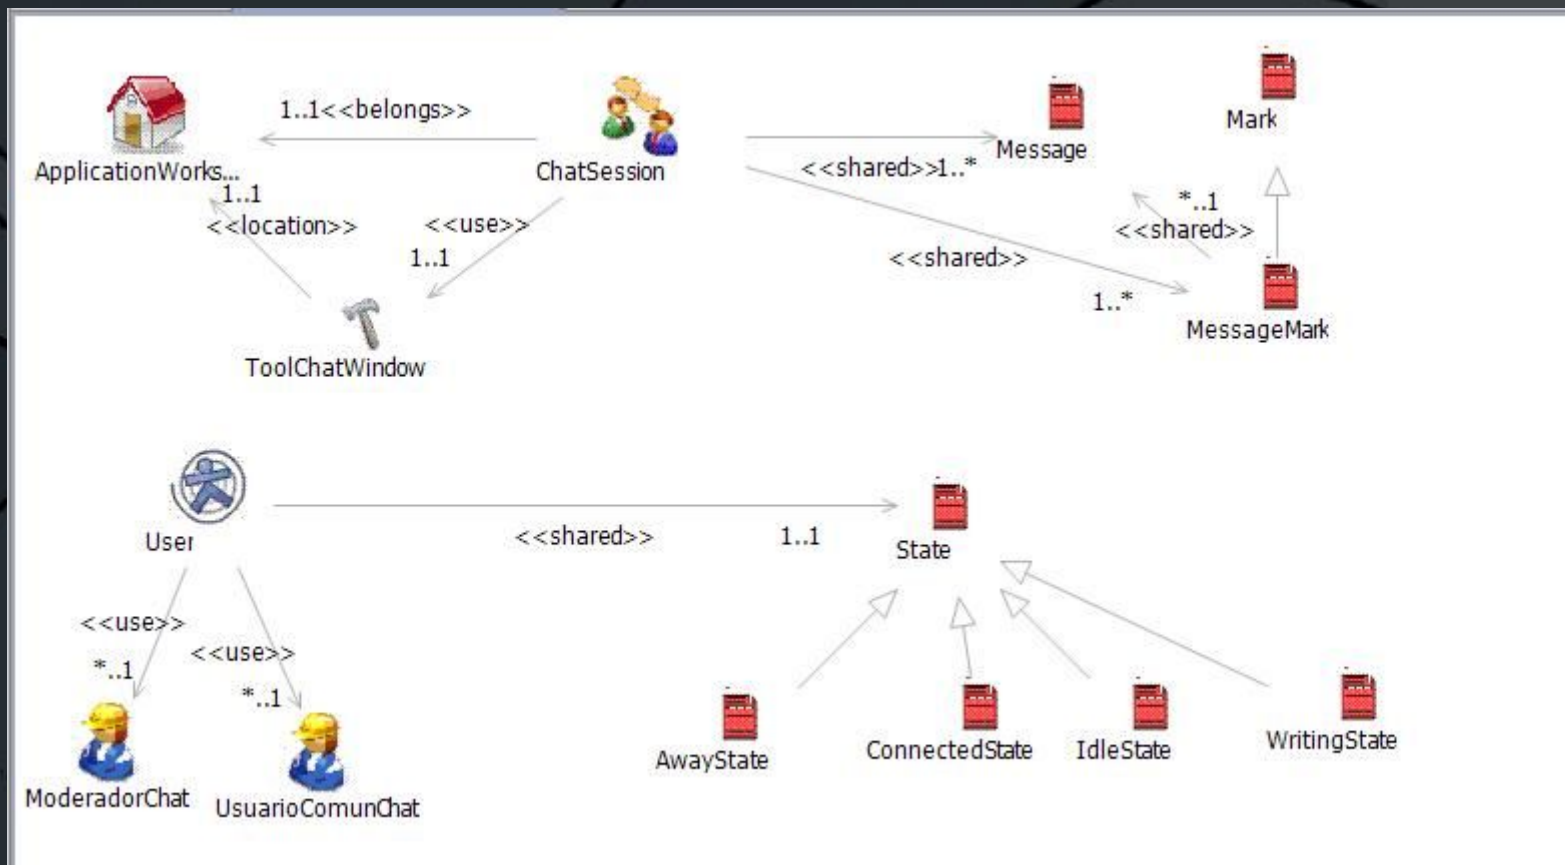 Mark
1..1<<belongs>>
Message
ApplicationWorks...
ChatSession
<<shared>>1..*
1..1
*..1
<<location>>
<<use>>
<<shared>>
1..1
<<shared>>
1..*
MessageMark
ToolChatWindow
User
<<shared>>
1..1
State
<<use>>
<<use>>
*..1
*..1
AwayState
ConnectedState
IdleState
WritingState
ModeradorChat
UsuarioComunChat